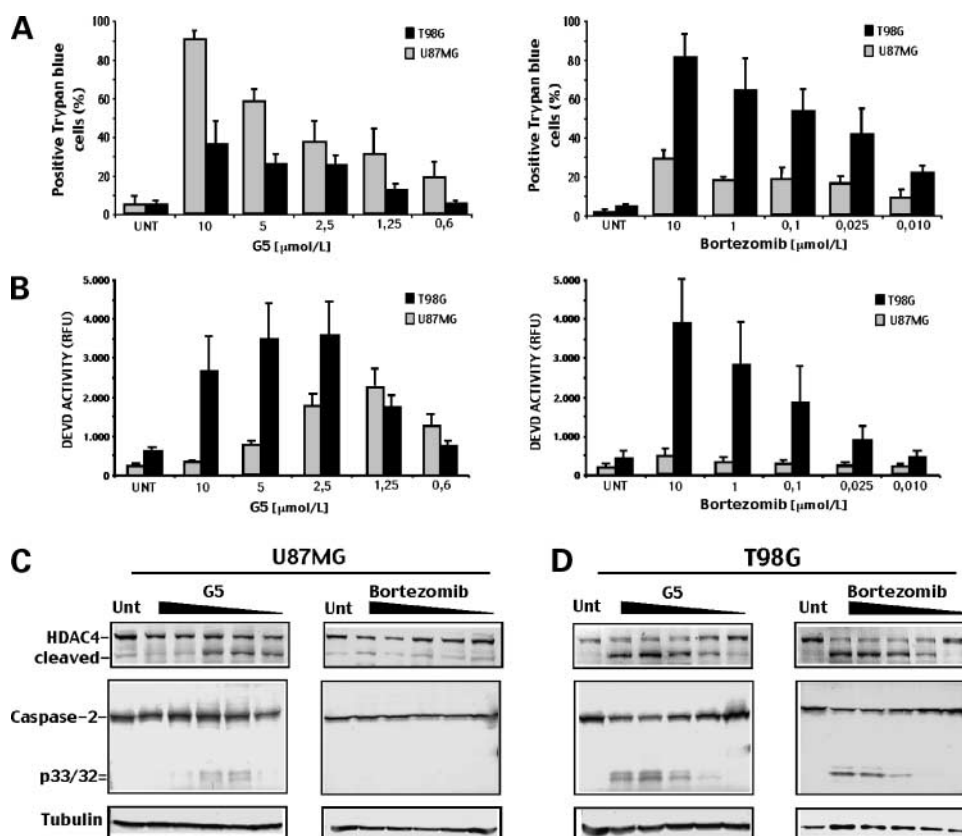 A
Positive Trypan blue
cells (%)
100
80
60
40
20
0
T98G
U87MG
UNT 10 5 2,5 1,25 0,6
G5 [μmol/L]
Positive Trypan blue
cells (%)
100
80
60
40
20
0
T98G
U87MG
UNT 10 1 0,1 0,025 0,010
Bortezomib [μmol/L]
B
DEVD ACTIVITY (RFU)
5.000
4.000
3.000
2.000
1.000
0
T98G
U87MG
UNT 10 5 2,5 1,25 0,6
G5 [μmol/L]
DEVD ACTIVITY (RFU)
5.000
4.000
3.000
2.000
1.000
0
T98G
U87MG
UNT 10 1 0,1 0,025 0,010
Bortezomib [μmol/L]
C
U87MG
G5
Unt
Bortezomib
Unt
HDAC4
cleaved
Caspase-2
p33/32
Tubulin
D
T98G
G5
Unt
Bortezomib
Unt